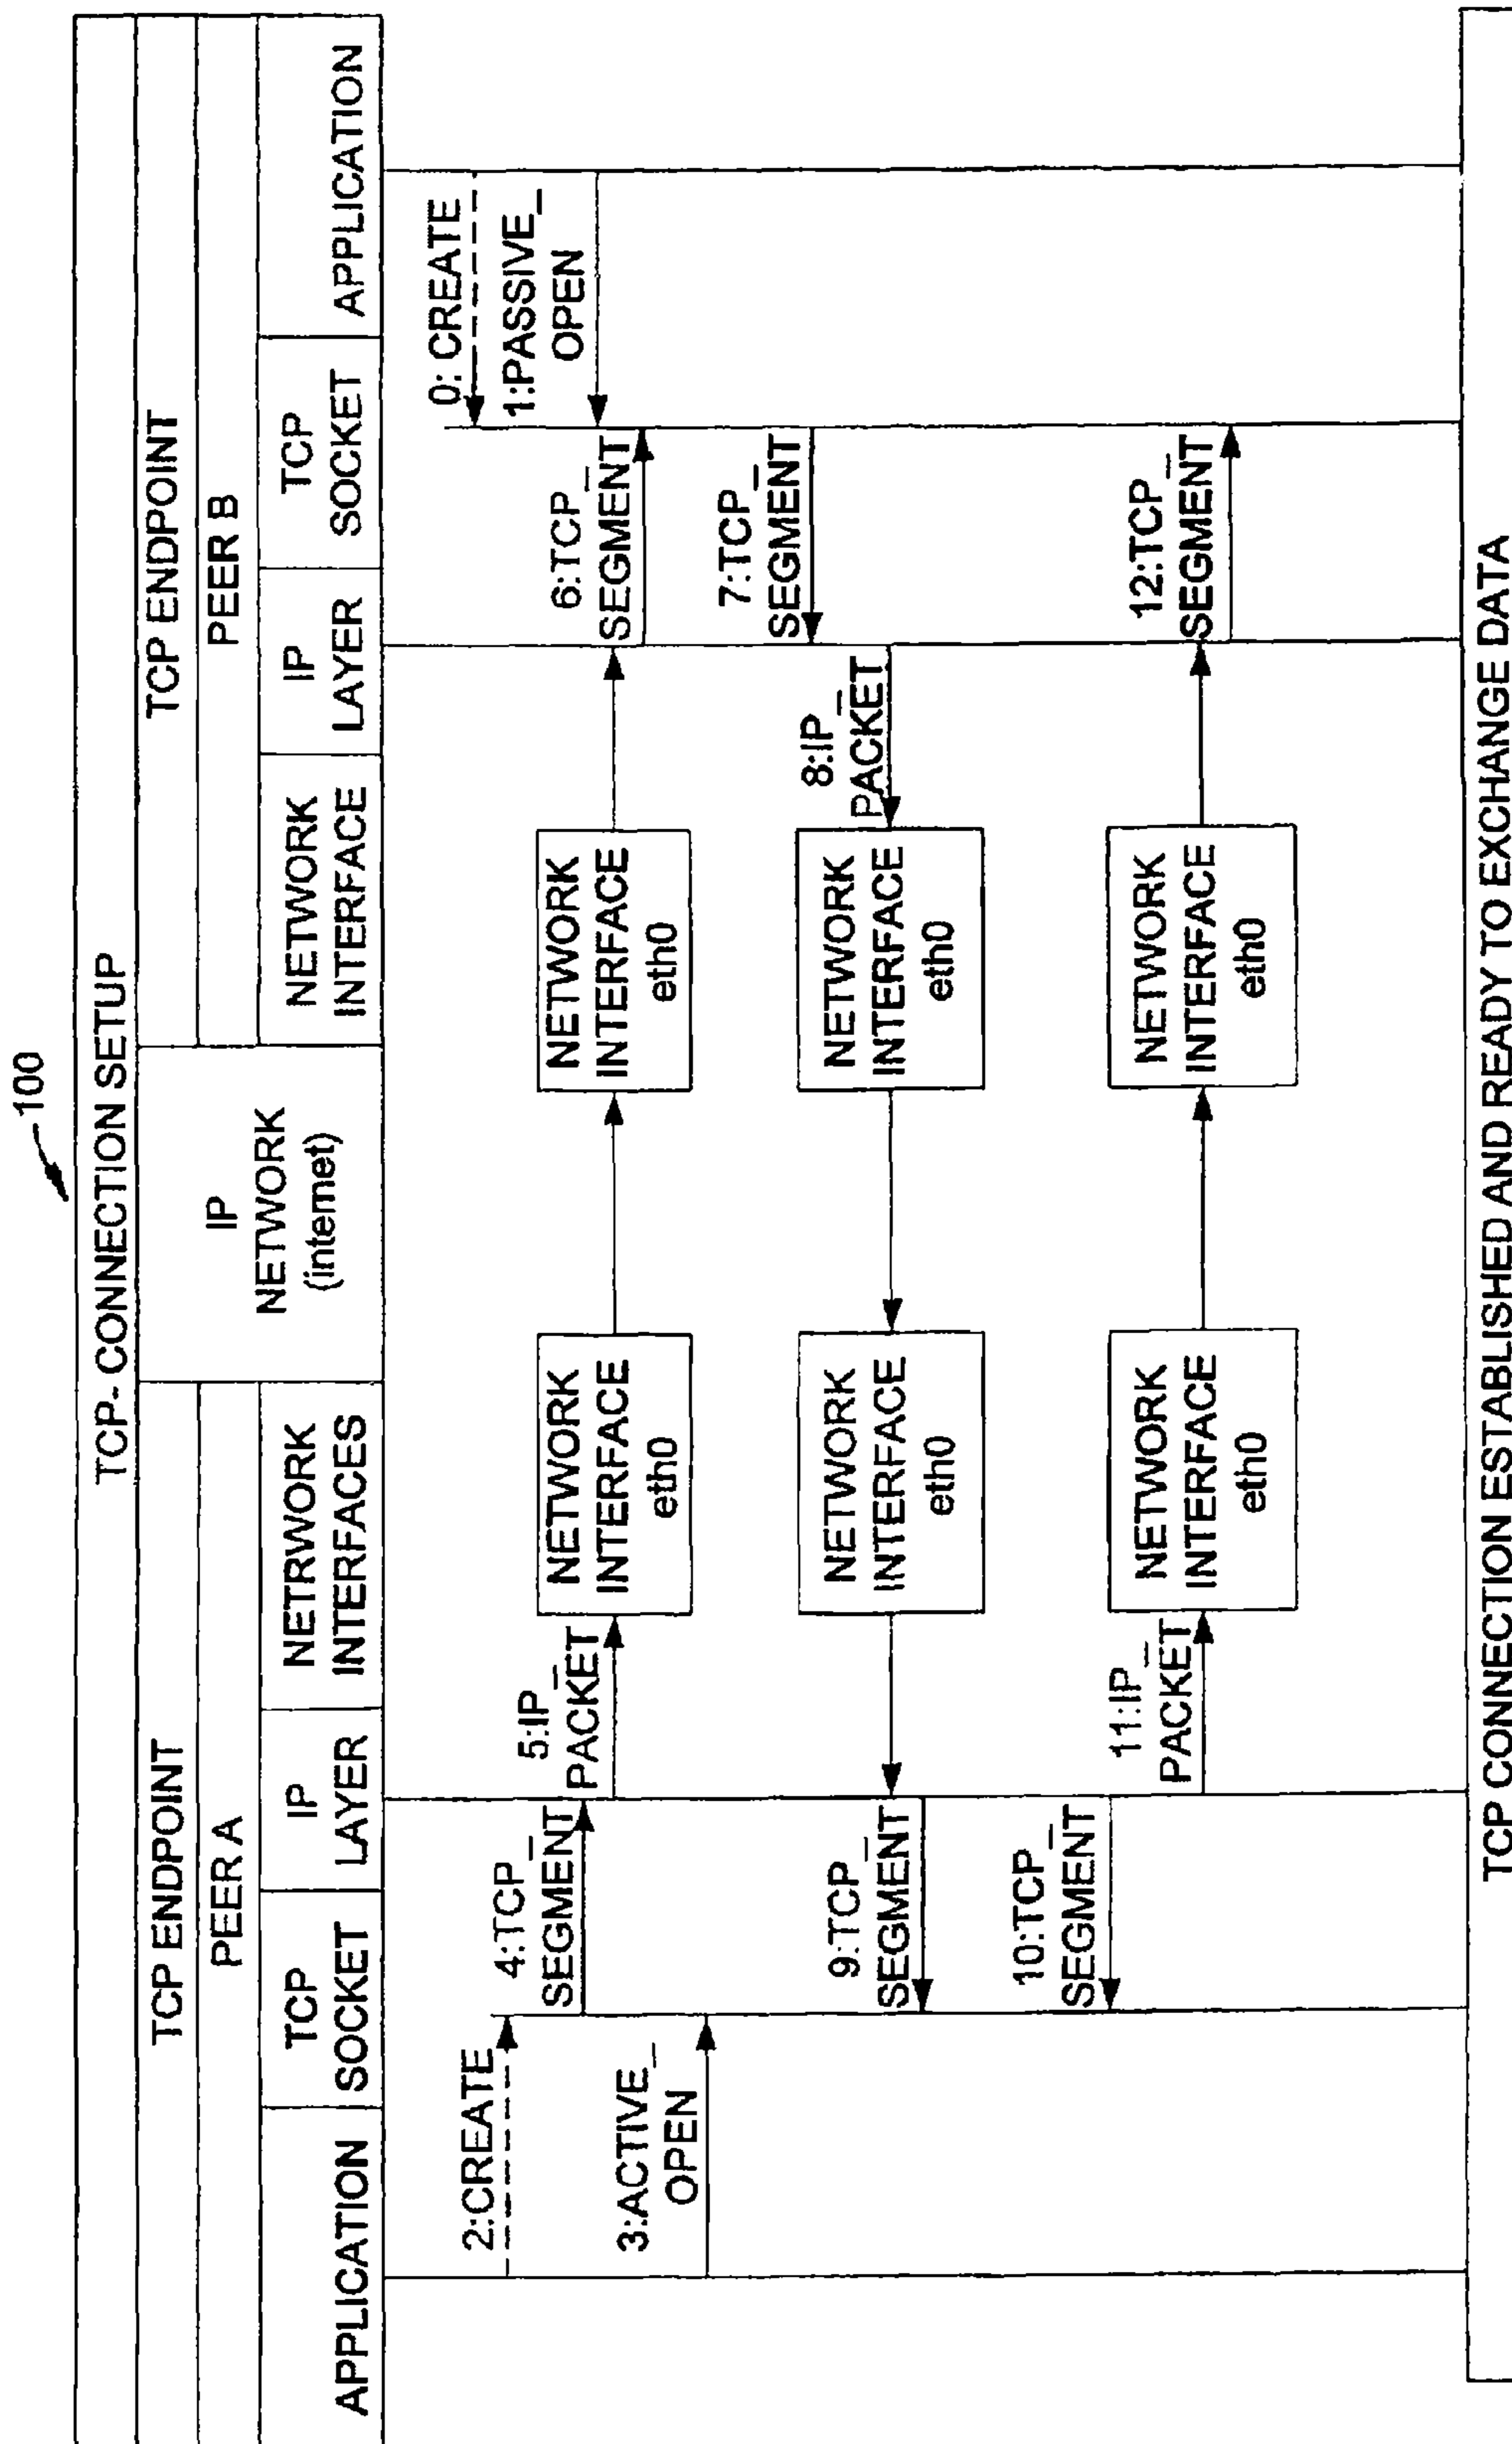 100
TCP- CONNECTION SETUP
TCP ENDPOINT
IP
NETWORK
(internet)
TCP ENDPOINT
PEER A
PEER B
APPLICATION
TCP
SOCKET
IP
LAYER
NETRWORK
INTERFACES
NETWORK
INTERFACE
IP
LAYER
TCP
SOCKET
APPLICATION
0: CREATE
1:PASSIVE_
OPEN
2:CREATE
3:ACTIVE_
OPEN
4:TCP_
SEGMENT
5:IP_
PACKET
NETWORK
INTERFACE
eth0
NETWORK
INTERFACE
eth0
6:TCP_
SEGMENT
7:TCP_
SEGMENT
8:IP_
PACKET
NETWORK
INTERFACE
eth0
NETWORK
INTERFACE
eth0
9:TCP_
SEGMENT
10:TCP_
SEGMENT
11:IP_
PACKET
NETWORK
INTERFACE
eth0
NETWORK
INTERFACE
eth0
12:TCP_
SEGMENT
TCP CONNECTION ESTABLISHED AND READY TO EXCHANGE DATA